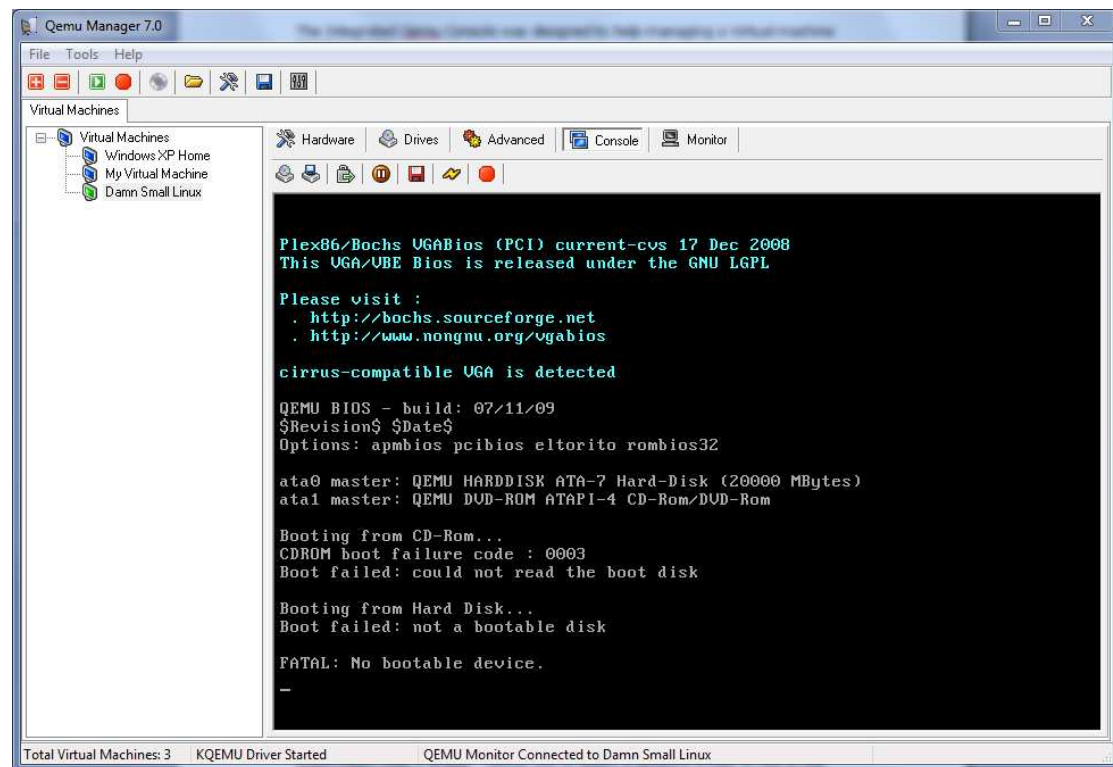 Qemu Manager 7.0
File Tools Help
Virtual Machines
Virtual Machines
Windows XP Home
My Virtual Machine
Damn Small Linux
Hardware Drives Advanced Console Monitor
Plex86/Bochs VGABios (PCI) current-cvs 17 Dec 2008
This VGA/VBE Bios is released under the GNU LGPL
Please visit :
. http://bochs.sourceforge.net
. http://www.nongnu.org/vgabios
cirrus-compatible VGA is detected
QEMU BIOS - build: 07/11/09
$Revision$ $Date$
Options: apmbios pcibios eltorito rombios32
ata0 master: QEMU HARDDISK ATA-7 Hard-Disk (20000 MBytes)
ata1 master: QEMU DVD-ROM ATAPI-4 CD-Rom/DVD-Rom
Booting from CD-Rom...
CDROM boot failure code : 0003
Boot failed: could not read the boot disk
Booting from Hard Disk...
Boot failed: not a bootable disk
FATAL: No bootable device.
Total Virtual Machines: 3 KQEMU Driver Started QEMU Monitor Connected to Damn Small Linux